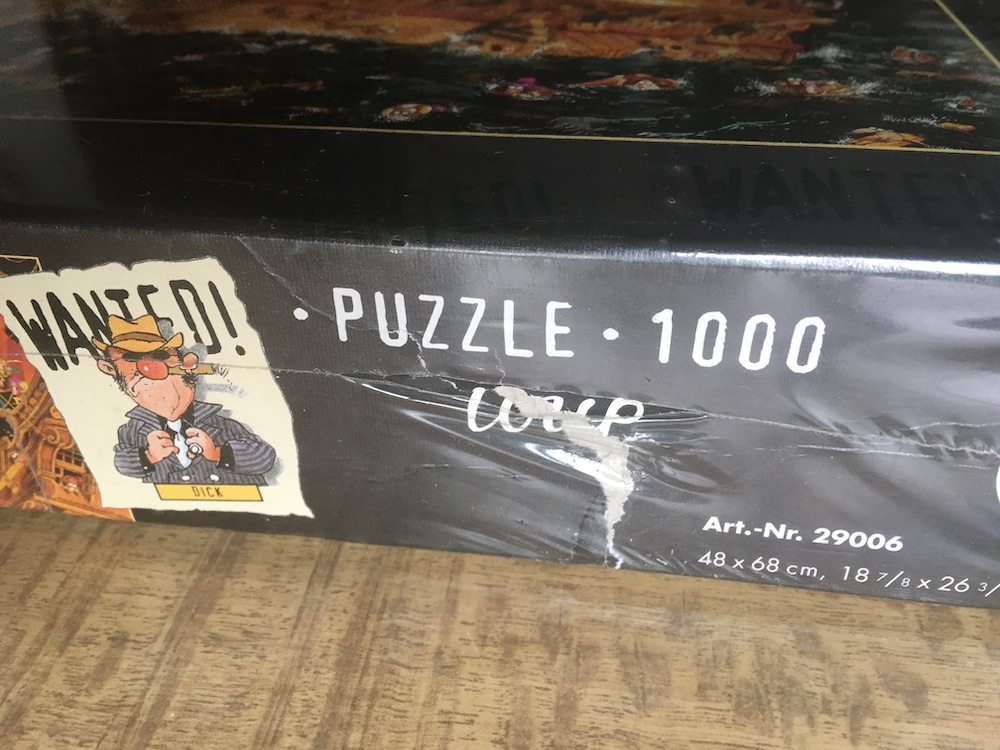 WANTED!
DICK
• PUZZLE • 1000
Art.-Nr. 29006
48 x 68 cm, 18 7/8 x 26 3/